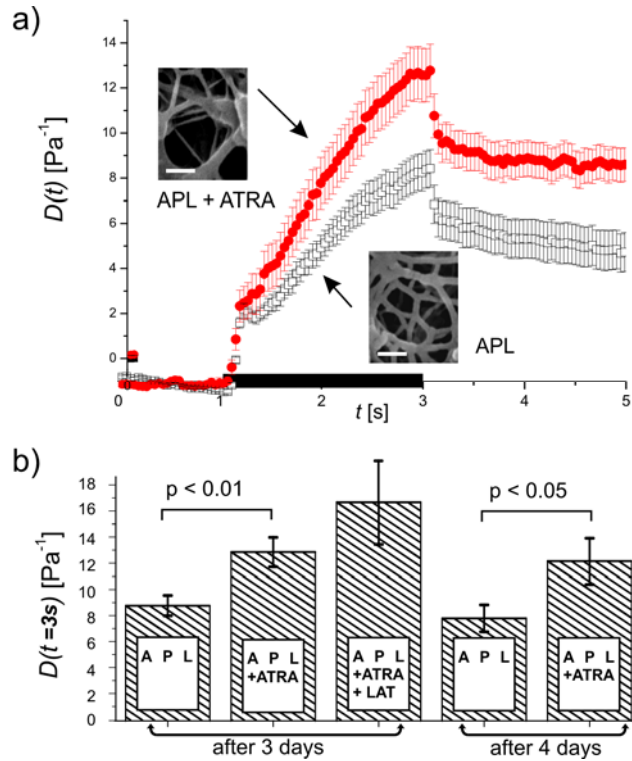 a)
D(t) [Pa⁻¹]
14
12
10
8
6
4
2
0
APL + ATRA
APL
0 1 2 3 4 5
t [s]
b)
D(t=3s) [Pa⁻¹]
18
16
14
12
10
8
6
4
2
0
p < 0.01
p < 0.05
A P L
A P L
+ATRA
A P L
+ATRA
+ LAT
A P L
A P L
+ATRA
after 3 days
after 4 days